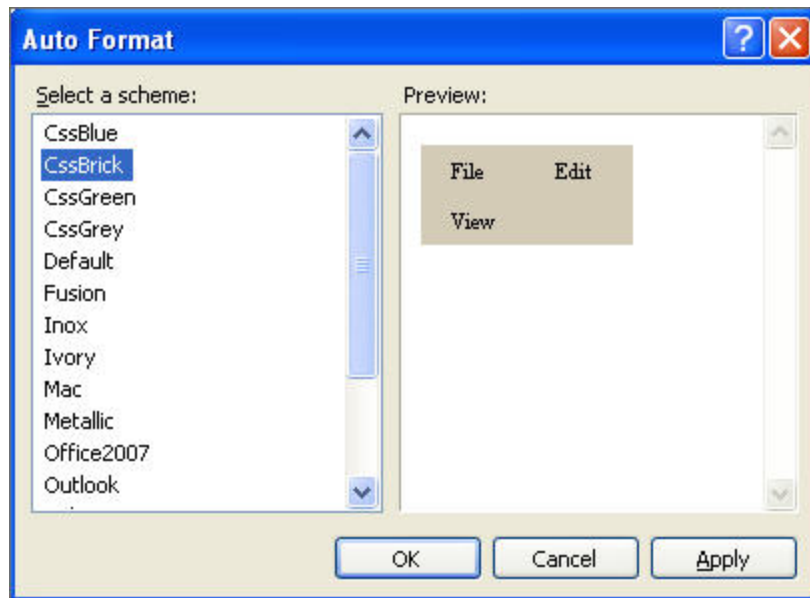 Auto Format
Select a scheme:
Preview:
CssBlue
CssBrick
CssGreen
CssGrey
Default
Fusion
Inox
Ivory
Mac
Metallic
Office2007
Outlook
File Edit
View
OK Cancel Apply